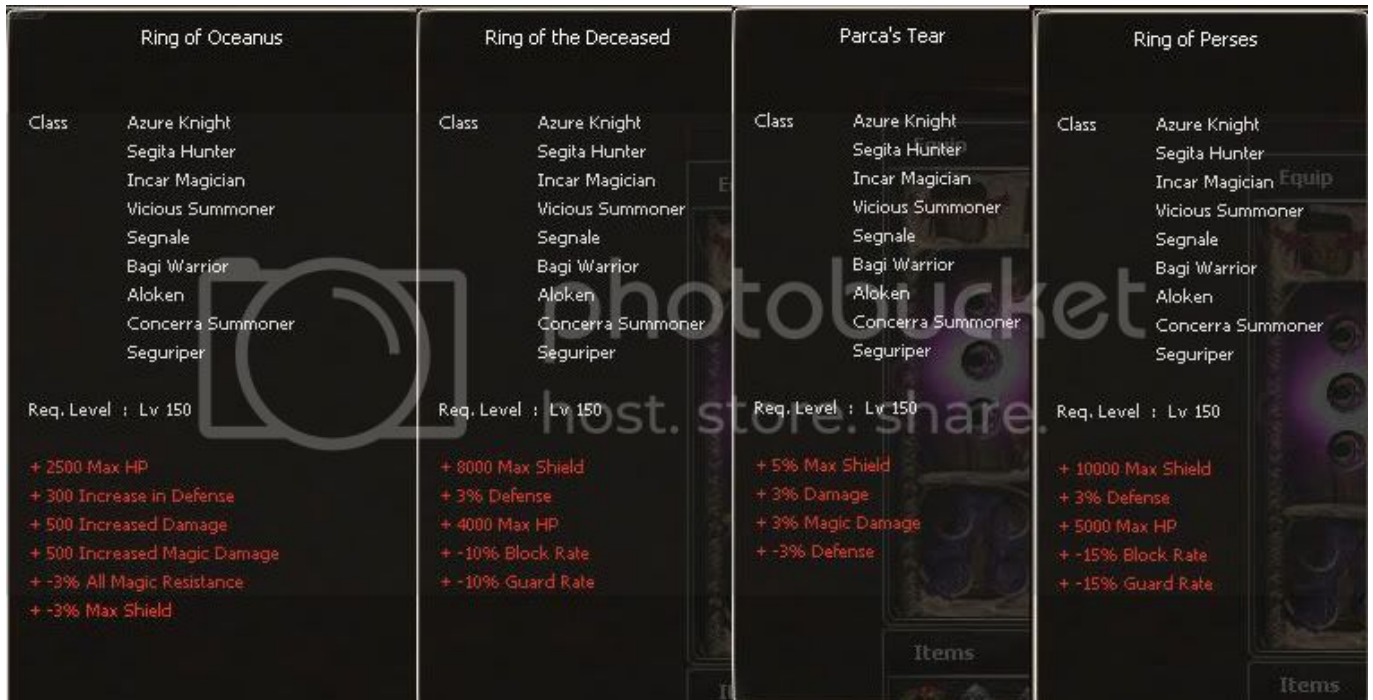 Ring of Oceanus
Class Azure Knight
Segita Hunter
Incar Magician
Vicious Summoner
Segnale
Bagi Warrior
Aloken
Concerra Summoner
Seguriper
Req. Level : Lv 150
+ 2500 Max HP
+ 300 Increase in Defense
+ 500 Increased Damage
+ 500 Increased Magic Damage
+ -3% All Magic Resistance
+ -3% Max Shield
Ring of the Deceased
Class Azure Knight
Segita Hunter
Incar Magician
Vicious Summoner
Segnale
Bagi Warrior
Aloken
Concerra Summoner
Seguriper
Req. Level : Lv 150
+ 8000 Max Shield
+ 3% Defense
+ 4000 Max HP
+ -10% Block Rate
+ -10% Guard Rate
Parca's Tear
Equip
Class Azure Knight
Segita Hunter
Incar Magician
Vicious Summoner
Segnale
Bagi Warrior
Aloken
Concerra Summoner
Seguriper
Req. Level : Lv 150
+ 5% Max Shield
+ 3% Damage
+ 3% Magic Damage
+ -3% Defense
Items
Ring of Perses
Class Azure Knight
Segita Hunter
Incar Magician
Equip
Vicious Summoner
Segnale
Bagi Warrior
Aloken
Concerra Summoner
Seguriper
Req. Level : Lv 150
+ 10000 Max Shield
+ 3% Defense
+ 5000 Max HP
+ -15% Block Rate
+ -15% Guard Rate
Items
photobucket
host. store. share.